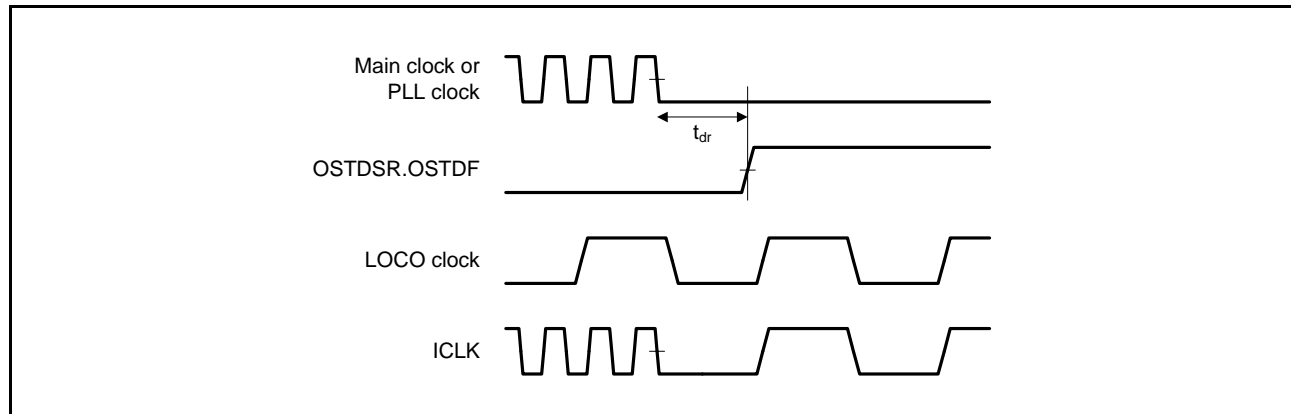 Main clock or
PLL clock
tdr
OSTDSR.OSTDF
LOCO clock
ICLK